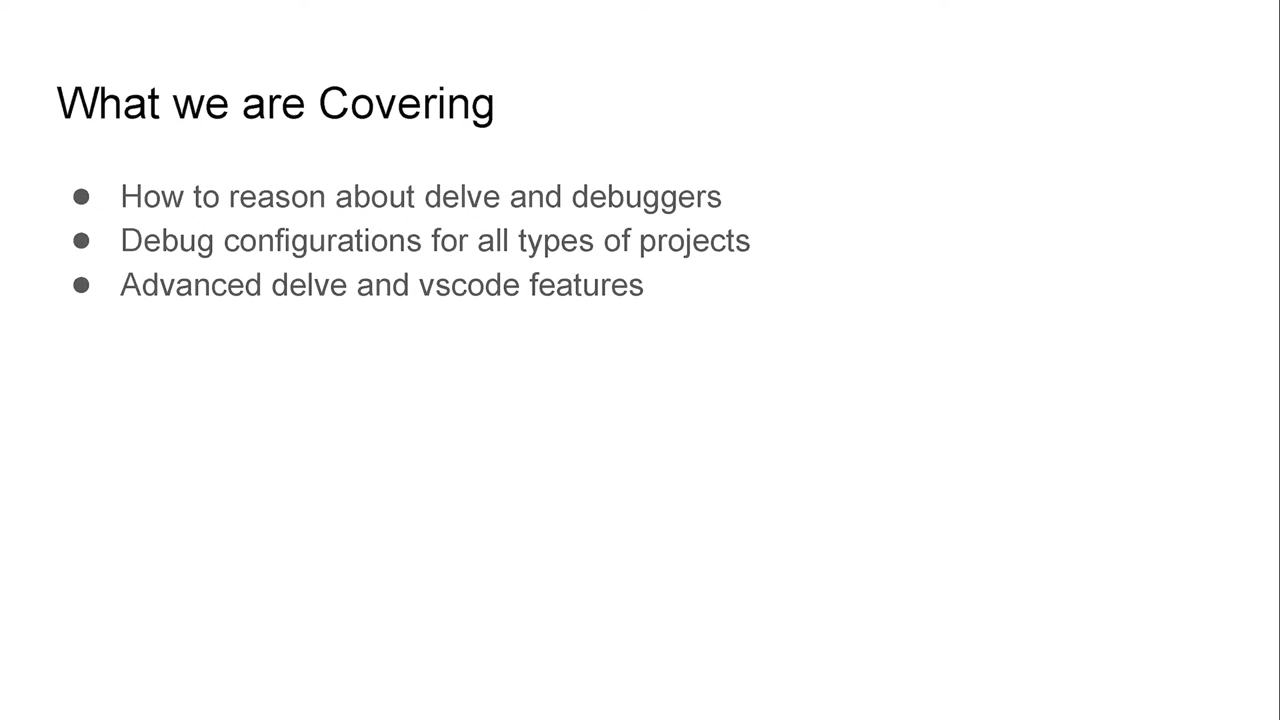 What we are Covering
● How to reason about delve and debuggers
● Debug configurations for all types of projects
● Advanced delve and vscode features